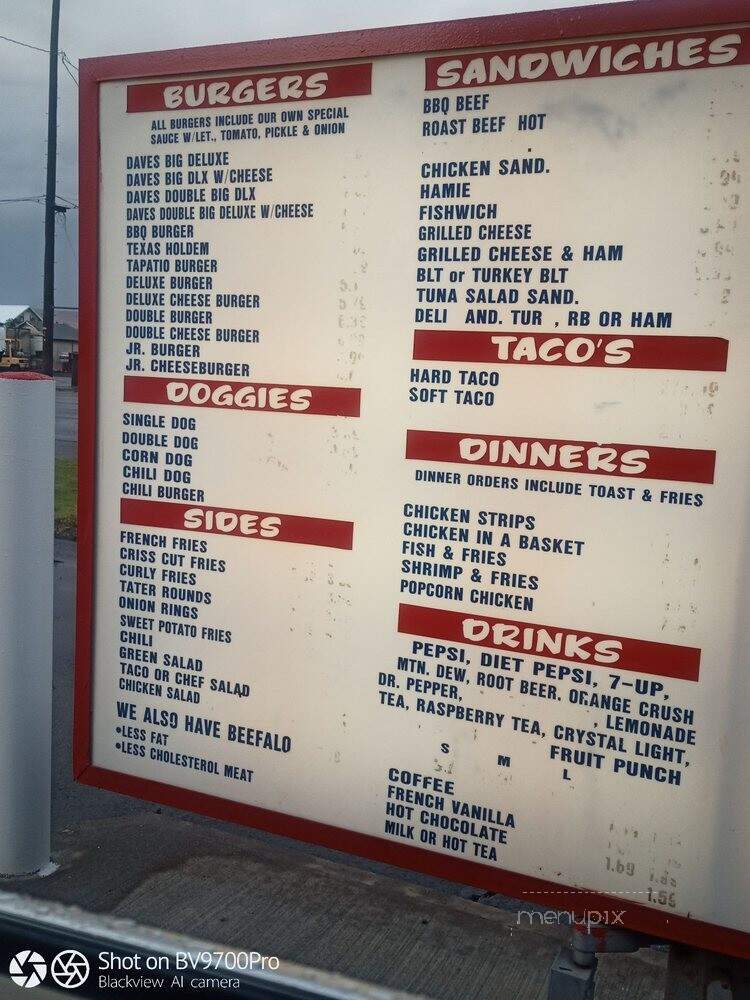 BURGERS
ALL BURGERS INCLUDE OUR OWN SPECIAL
SAUCE W/LET., TOMATO, PICKLE & ONION
DAVES BIG DELUXE
DAVES BIG DLX W/CHEESE
DAVES DOUBLE BIG DLX
DAVES DOUBLE BIG DELUXE W/CHEESE
BBQ BURGER
TEXAS HOLDEM
TAPATIO BURGER
DELUXE BURGER
DELUXE CHEESE BURGER
DOUBLE BURGER
DOUBLE CHEESE BURGER
JR. BURGER
JR. CHEESEBURGER
DOGGIES
SINGLE DOG
DOUBLE DOG
CORN DOG
CHILI DOG
CHILI BURGER
SIDES
FRENCH FRIES
CRISS CUT FRIES
CURLY FRIES
TATER ROUNDS
ONION RINGS
SWEET POTATO FRIES
CHILI
GREEN SALAD
TACO OR CHEF SALAD
CHICKEN SALAD
WE ALSO HAVE BEEFALO
•LESS FAT
•LESS CHOLESTEROL MEAT
SANDWICHES
BBQ BEEF
ROAST BEEF HOT
CHICKEN SAND.
HAMIE
FISHWICH
GRILLED CHEESE
GRILLED CHEESE & HAM
BLT or TURKEY BLT
TUNA SALAD SAND.
DELI AND. TUR , RB OR HAM
TACO'S
HARD TACO
SOFT TACO
DINNERS
DINNER ORDERS INCLUDE TOAST & FRIES
CHICKEN STRIPS
CHICKEN IN A BASKET
FISH & FRIES
SHRIMP & FRIES
POPCORN CHICKEN
DRINKS
PEPSI, DIET PEPSI, 7-UP,
MTN. DEW, ROOT BEER, ORANGE CRUSH
DR. PEPPER, , LEMONADE
TEA, RASPBERRY TEA, CRYSTAL LIGHT,
FRUIT PUNCH
S M L
COFFEE
FRENCH VANILLA
HOT CHOCOLATE
MILK OR HOT TEA
1.69
menupix
Shot on BV9700Pro
Blackview AI camera